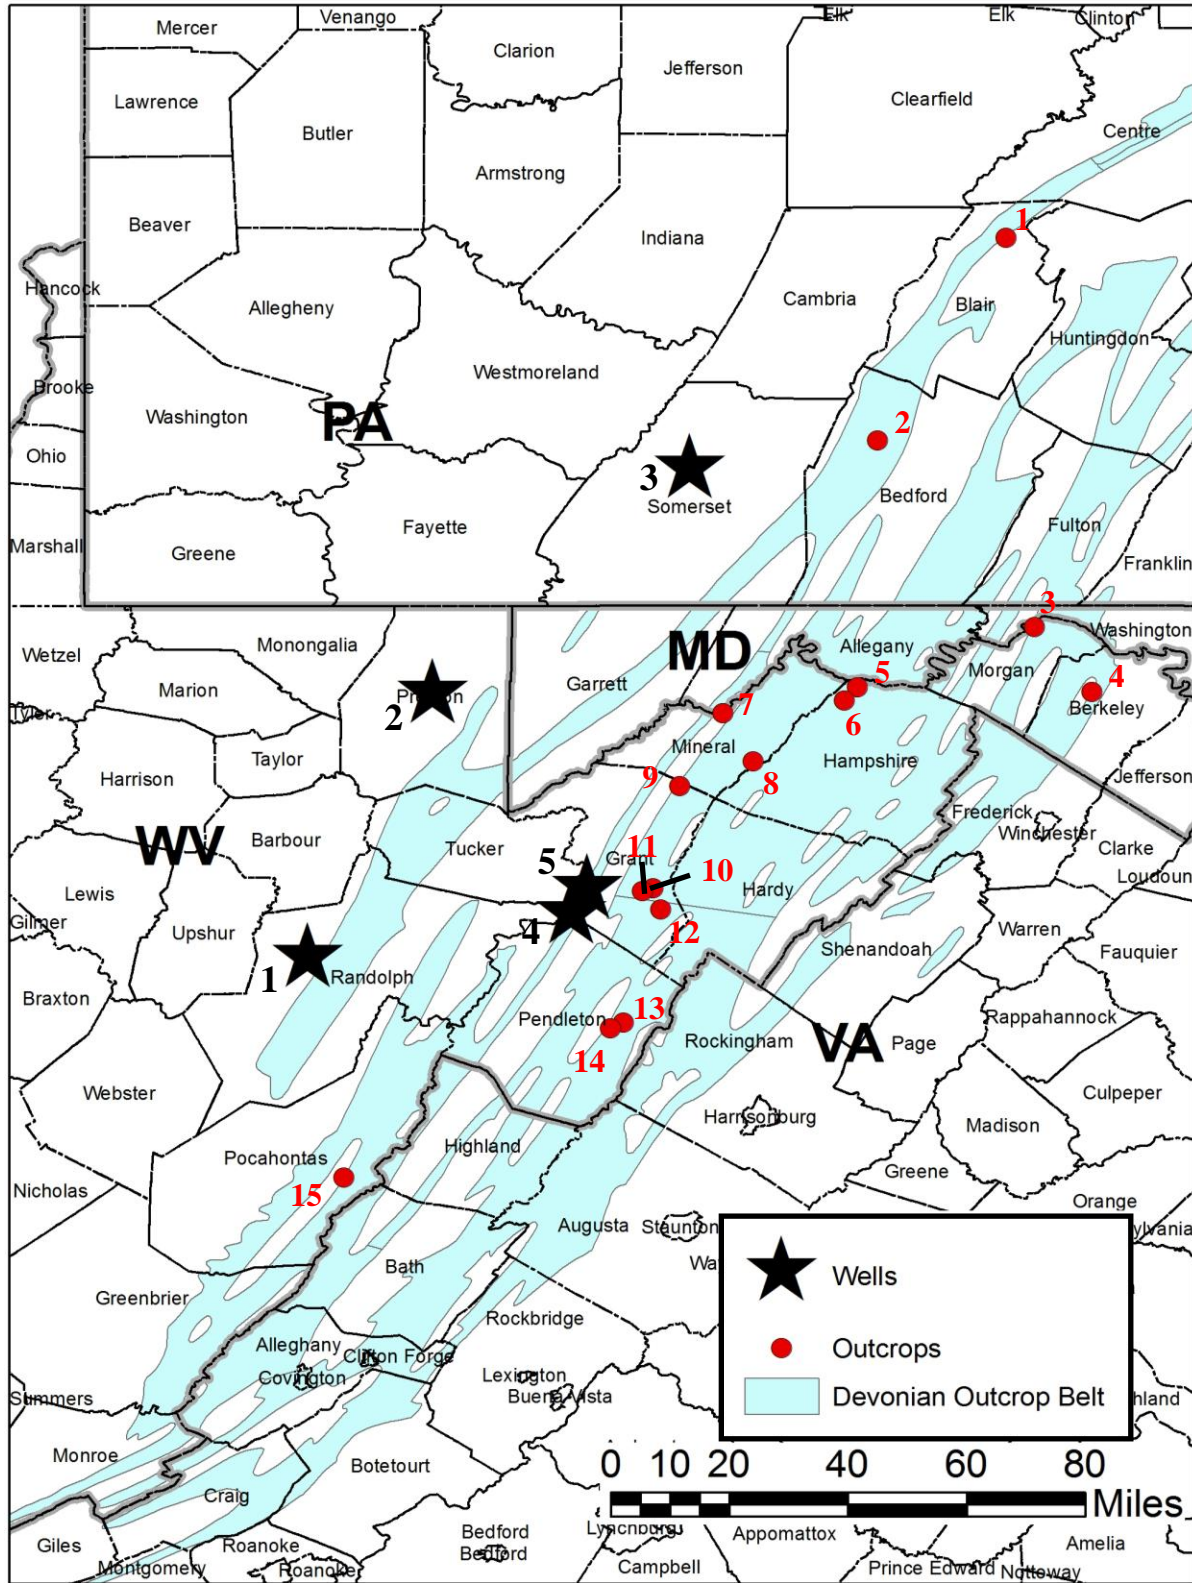 Mercer
Venango
Elk
Elk
Clinton
Clarion
Jefferson
Lawrence
Clearfield
Butler
Centre
Armstrong
Beaver
1
Indiana
Hancock
Cambria
Blair
Allegheny
Huntingdon
Westmoreland
Brooke
Washington
PA
2
Ohio
3
Bedford
Somerset
Fayette
Fulton
Marshall
Greene
Franklin
3
Washington
Monongalia
Allegany
Wetzel
MD
Morgan
5
4
Marion
Garrett
Preston
Berkeley
Tyler
2
7
6
Mineral
Taylor
Hampshire
Harrison
8
9
Jefferson
Frederick
Winchester
WV
Barbour
Tucker
11
Grant
Clarke
5
10
Lewis
Hardy
Loudoun
Gilmer
Upshur
4
12
Warren
Shenandoah
Fauquier
1
Randolph
Braxton
13
Pendleton
Rappahannock
Rockingham
VA
Page
14
Webster
Culpeper
Harrisonburg
Madison
Highland
Pocahontas
Greene
Nicholas
15
Orange
Augusta
Staunton
ylvania
Wa
Bath
Wells
Greenbrier
Rockbridge
Alleghany
Clifton Forge
Outcrops
Covington
Lexington
Buena Vista
Devonian Outcrop Belt
Summers
hland
Monroe
Botetourt
0 10 20 40 60 80
Craig
Miles
Lynchburg
Appomattox
Bedford
Giles
Roanoke
Bedford
Amelia
Montgomery
Roanoke
Campbell
Prince Edward
Nottoway